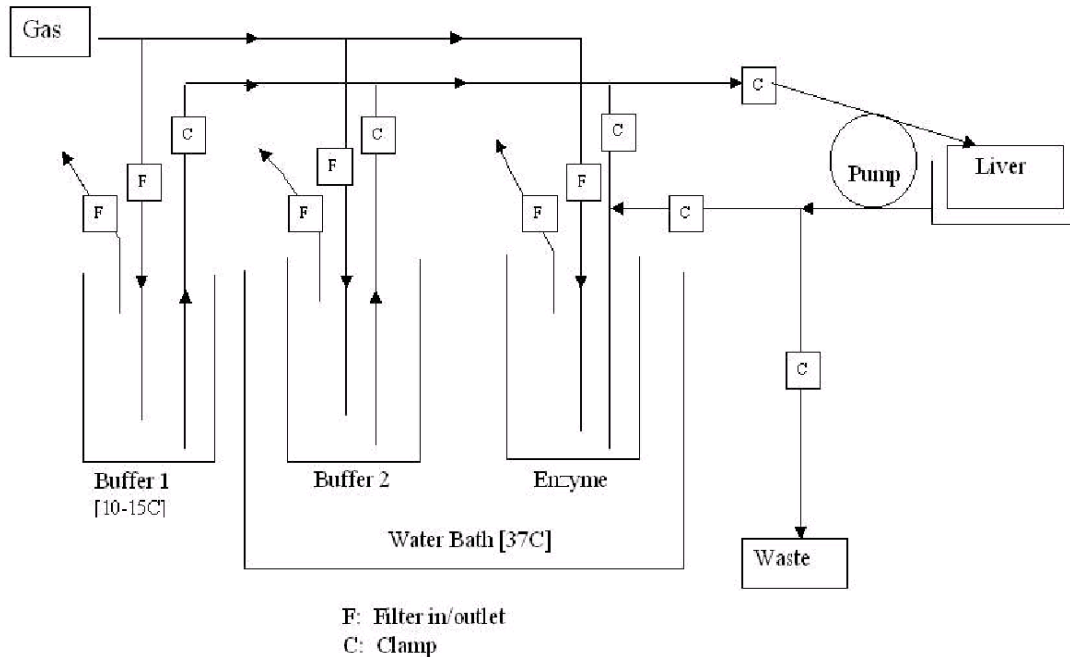 Gas
C
C
C
C
F
F
F
Pump
Liver
F
F
F
C
C
Buffer 1
[10-15C]
Buffer 2
Enzyme
Water Bath [37C]
Waste
F: Filter in/outlet
C: Clamp